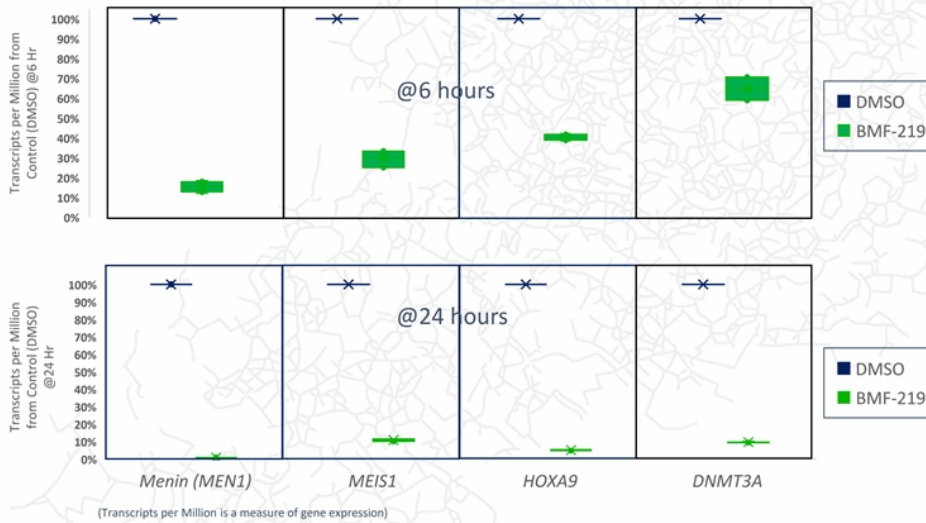 Transcripts per Million from
Control (DMSO) @6 Hr
100%
90%
80%
70%
60%
50%
40%
30%
20%
10%
0%
@6 hours
DMSO
BMF-219
Transcripts per Million
from Control (DMSO)
@24 Hr
100%
90%
80%
70%
60%
50%
40%
30%
20%
10%
0%
@24 hours
DMSO
BMF-219
Menin (MEN1) MEIS1 HOXA9 DNMT3A
(Transcripts per Million is a measure of gene expression)